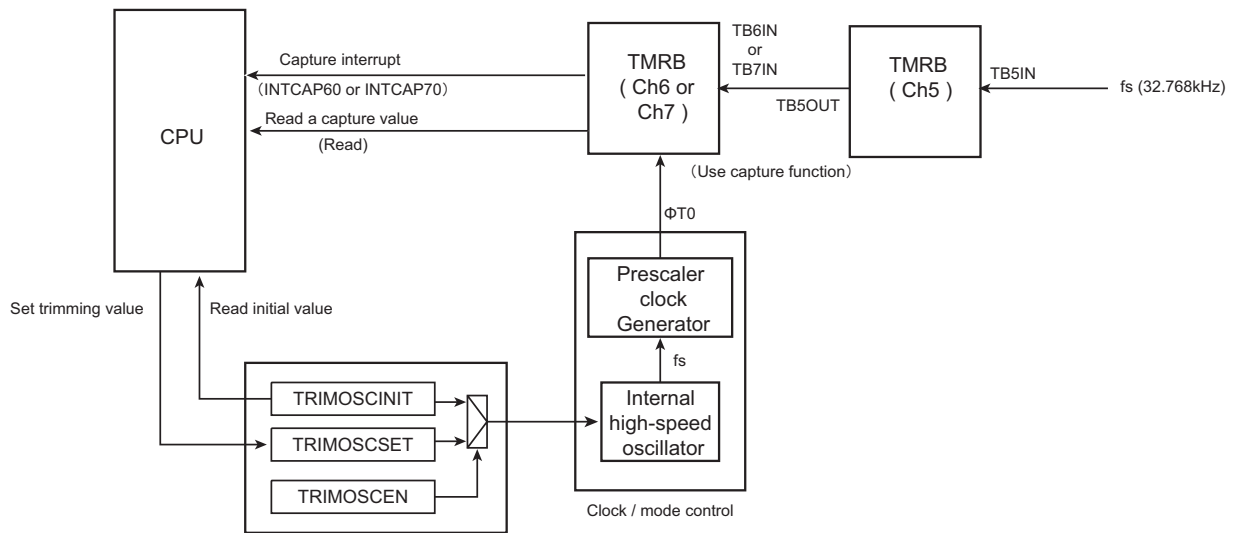 CPU
Capture interrupt
（INTCAP60 or INTCAP70）
Read a capture value
(Read)
TMRB
( Ch6 or
Ch7 )
TB6IN
or
TB7IN
TB5OUT
TMRB
( Ch5 )
TB5IN
fs (32.768kHz)
（Use capture function）
ΦT0
Prescaler
clock
Generator
fs
Internal
high-speed
oscillator
Clock / mode control
Set trimming value
Read initial value
TRIMOSCINIT
TRIMOSCSET
TRIMOSCEN